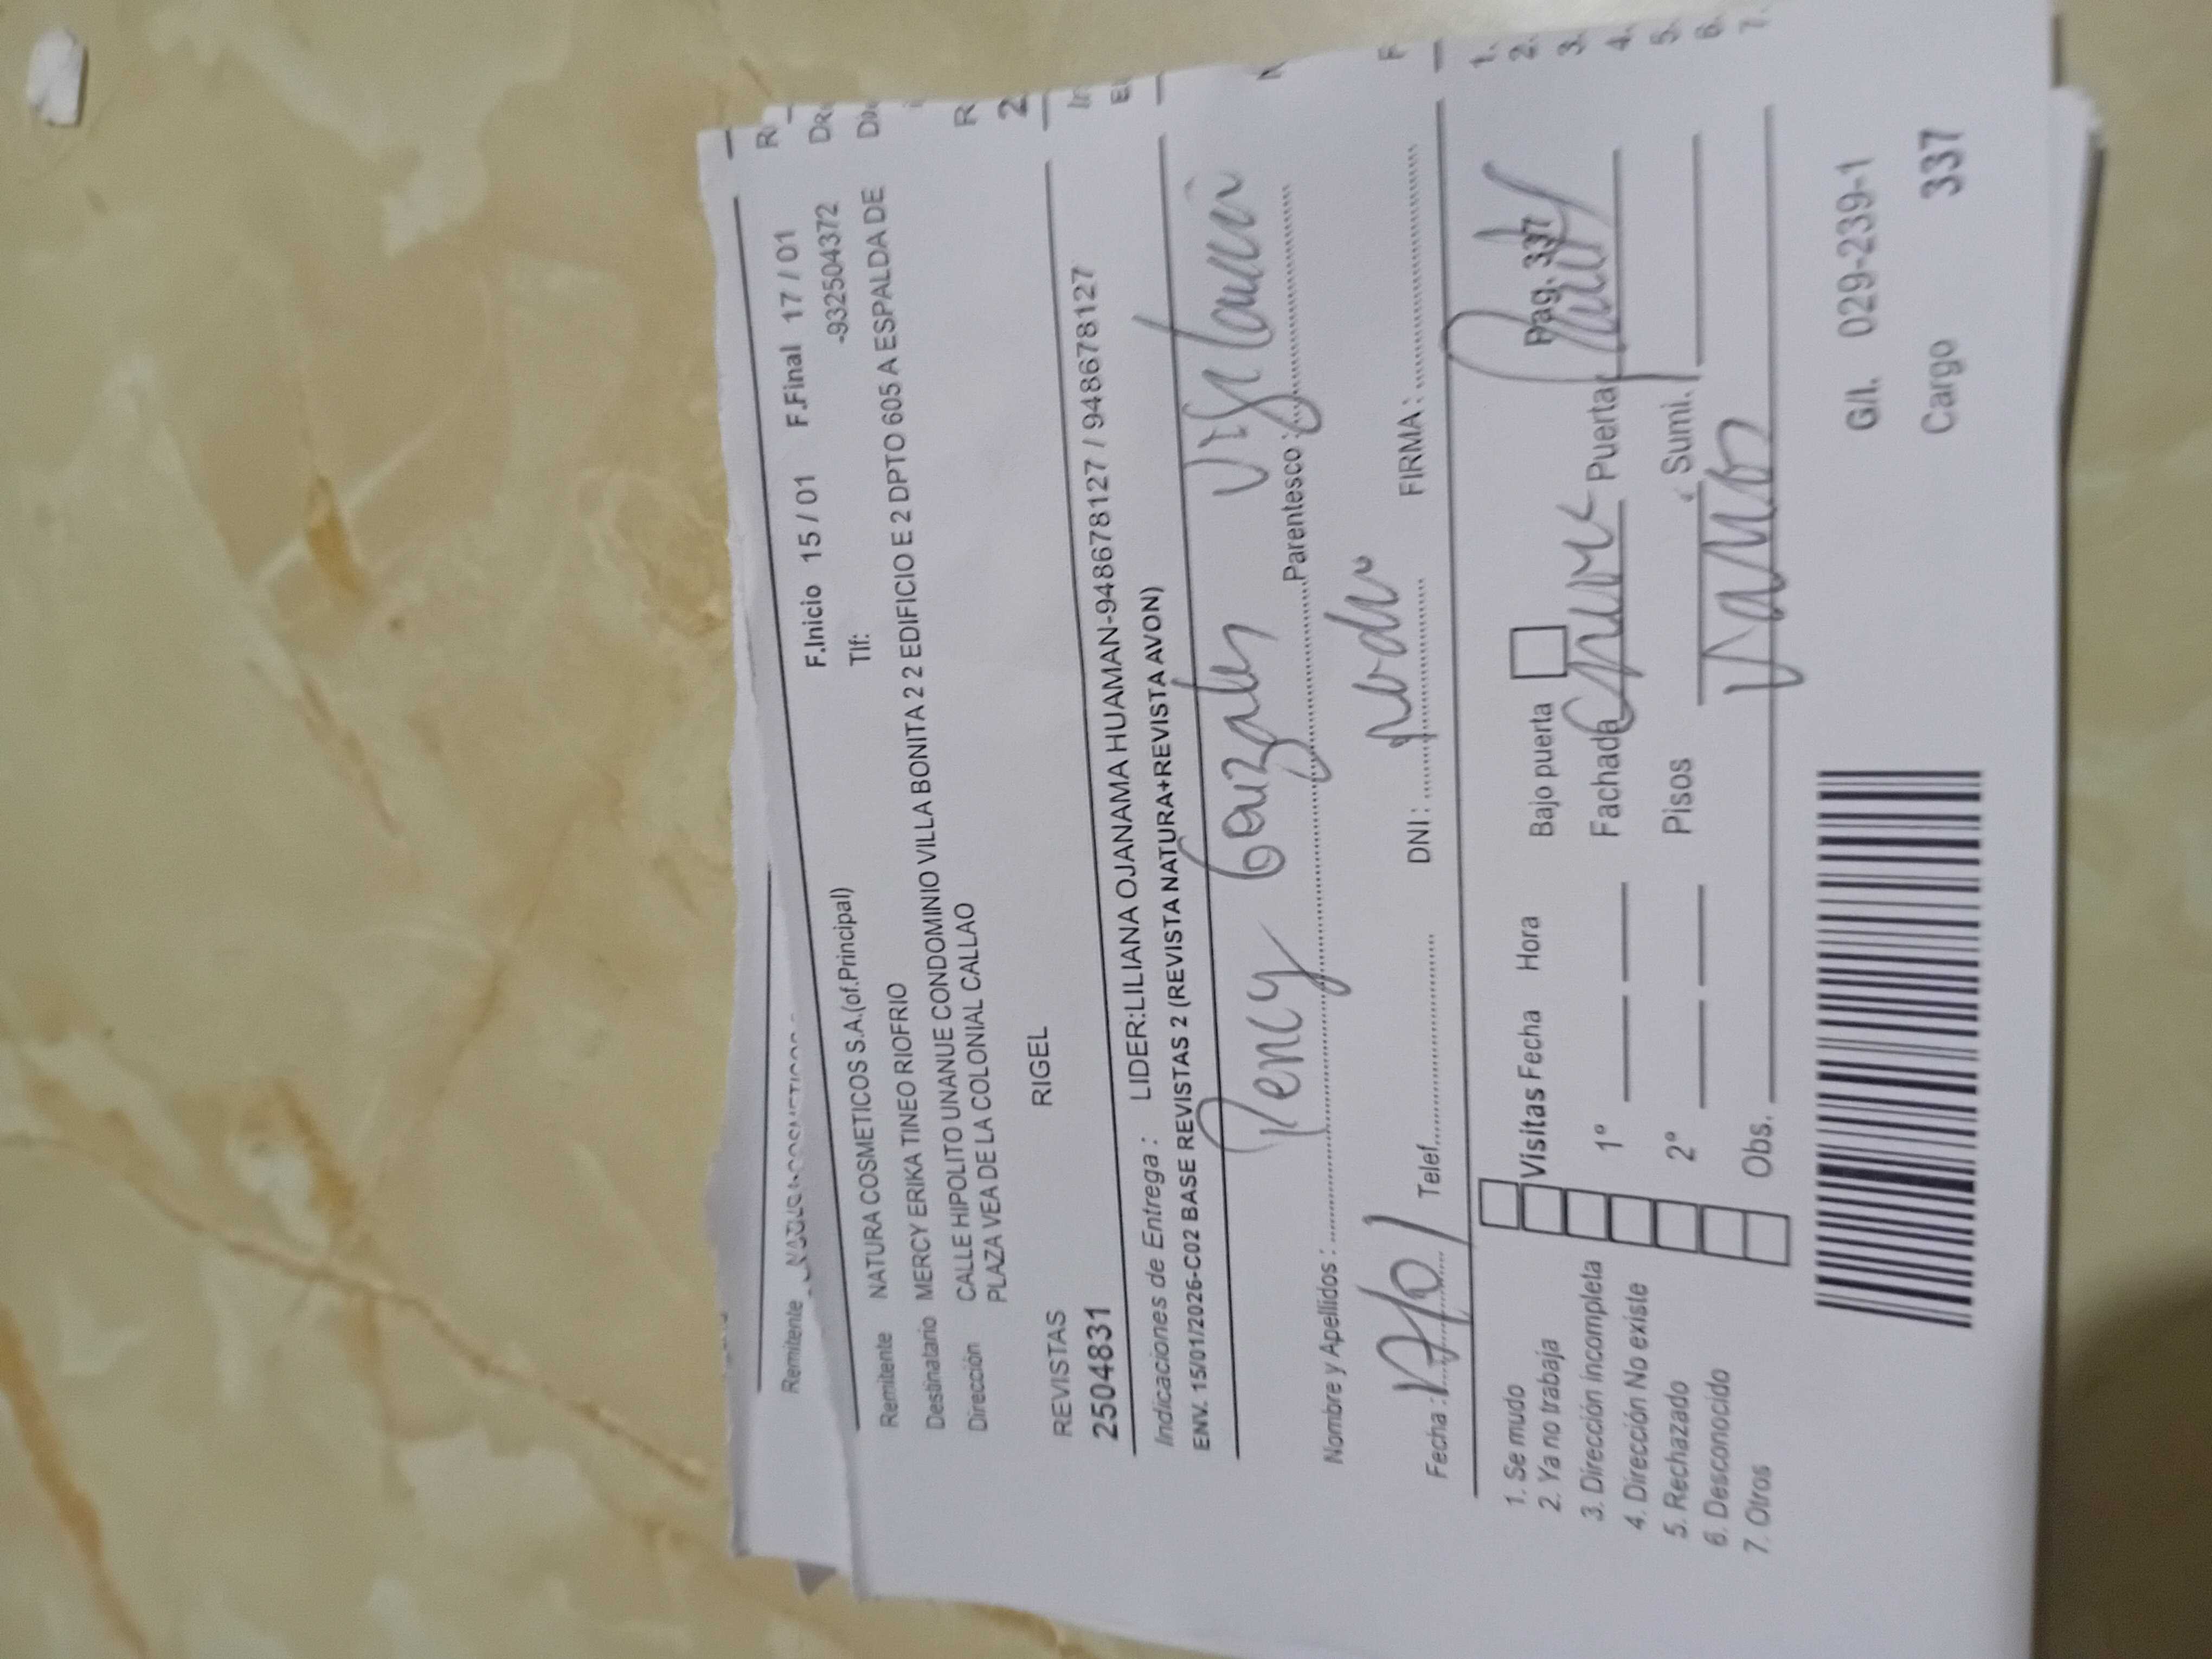 Remitente
F.Inicio 15 / 01 F.Final 17 / 01
Remitente NATURA COSMETICOS S.A.(of.Principal) Tlf: -932504372
Destinatario MERCY ERIKA TINEO RIOFRIO
Dirección CALLE HIPOLITO UNANUE CONDOMINIO VILLA BONITA 2 2 EDIFICIO E 2 DPTO 605 A ESPALDA DE
PLAZA VEA DE LA COLONIAL CALLAO
REVISTAS RIGEL
2504831
Indicaciones de Entrega : LIDER:LILIANA OJANAMA HUAMAN-948678127 / 948678127
ENV. 15/01/2026-C02 BASE REVISTAS 2 (REVISTA NATURA+REVISTA AVON)
Gonzales Vigilancia
Nombre y Apellidos : Parentesco :
Fecha : Telef. DNI : FIRMA :
1. Se mudo
2. Ya no trabaja
3. Dirección incompleta
4. Dirección No existe
5. Rechazado
6. Desconocido
7. Otros
Visitas Fecha Hora Bajo puerta Pag. 337
1º Fachada Puerta
2º Pisos Sumi.
Obs.
G/I. 029-239-1
Cargo 337